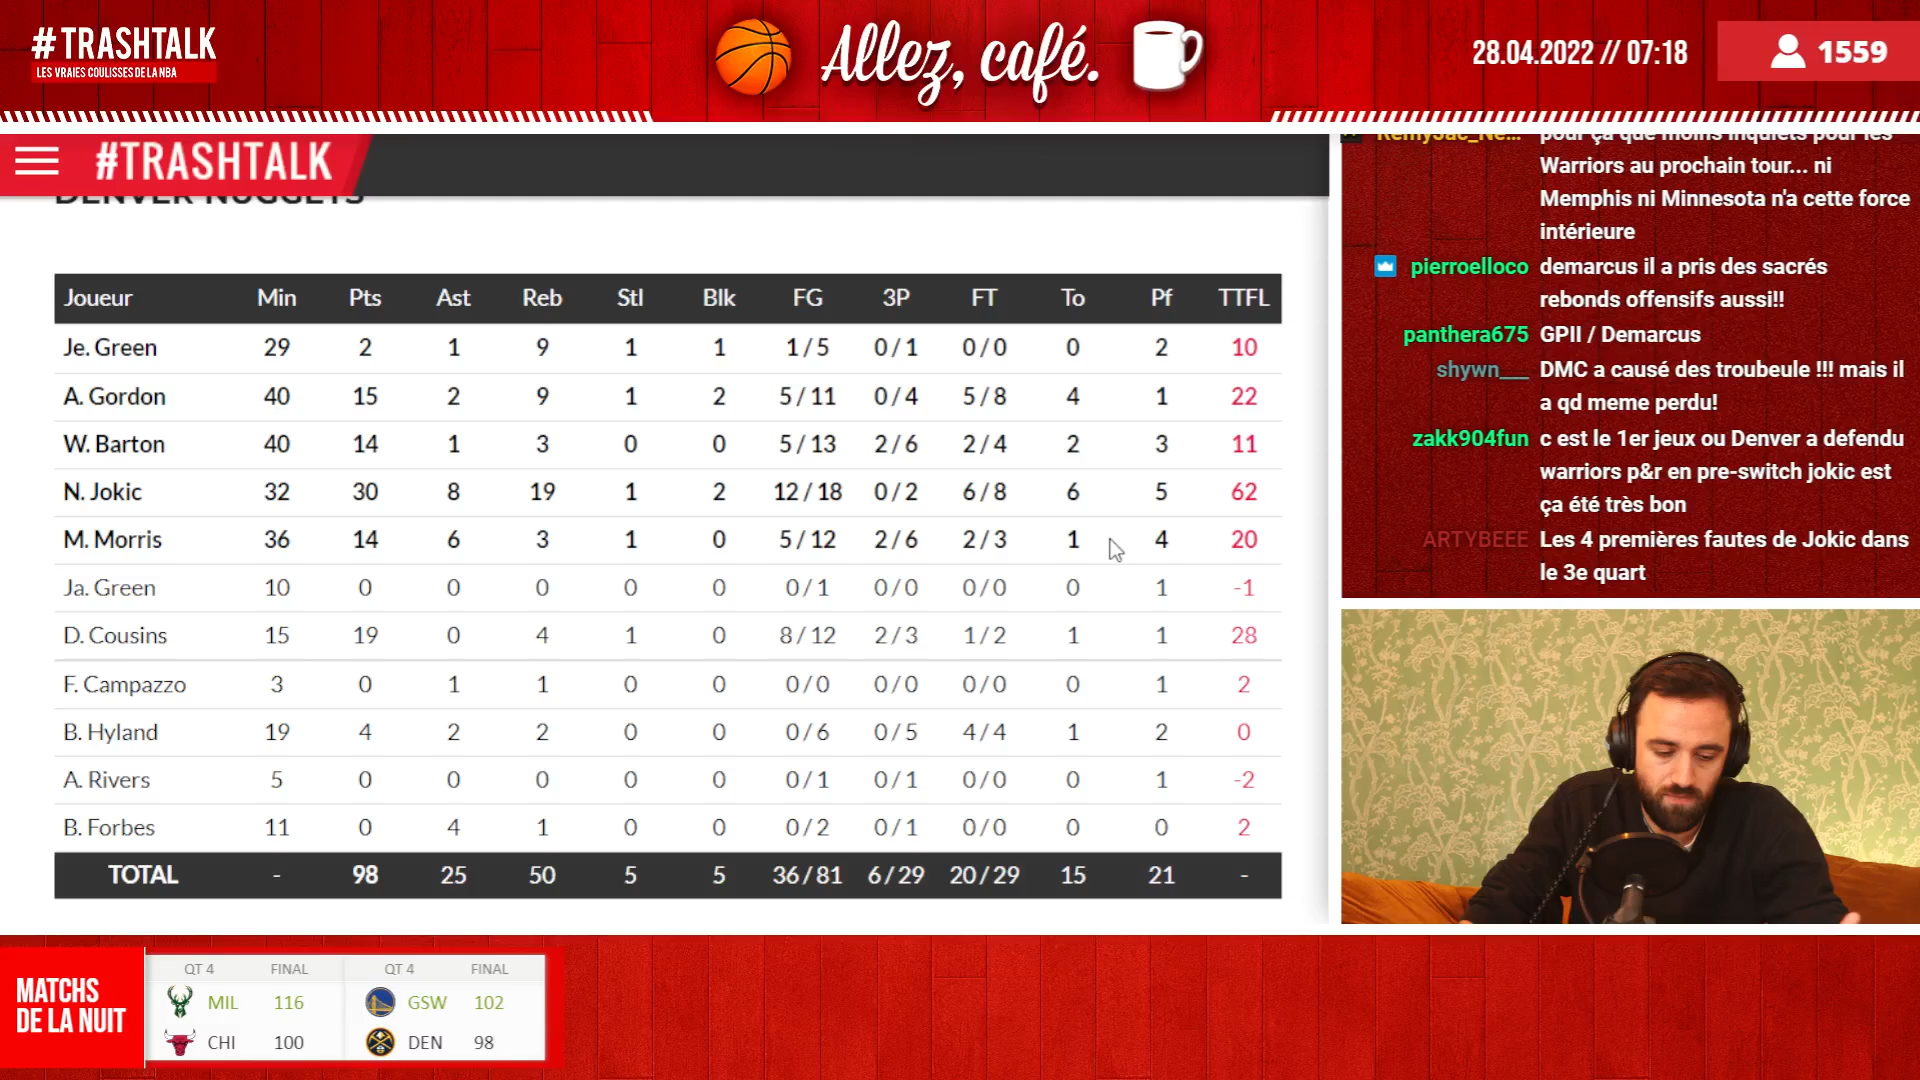 #TRASHTALK
LES VRAIES COULISSES DE LA NBA
Allez, café.
28.04.2022 // 07:18
1559
#TRASHTALK
DENVER NUGGETS
Joueur Min Pts Ast Reb Stl Blk FG 3P FT To Pf TTFL
Je. Green 29 2 1 9 1 1 1/5 0/1 0/0 0 2 10
A. Gordon 40 15 2 9 1 2 5/11 0/4 5/8 4 1 22
W. Barton 40 14 1 3 0 0 5/13 2/6 2/4 2 3 11
N. Jokic 32 30 8 19 1 2 12/18 0/2 6/8 6 5 62
M. Morris 36 14 6 3 1 0 5/12 2/6 2/3 1 4 20
Ja. Green 10 0 0 0 0 0 0/1 0/0 0/0 0 1 -1
D. Cousins 15 19 0 4 1 0 8/12 2/3 1/2 1 1 28
F. Campazzo 3 0 1 1 0 0 0/0 0/0 0/0 0 1 2
B. Hyland 19 4 2 2 0 0 0/6 0/5 4/4 1 2 0
A. Rivers 5 0 0 0 0 0 0/1 0/1 0/0 0 1 -2
B. Forbes 11 0 4 1 0 0 0/2 0/1 0/0 0 0 2
TOTAL - 98 25 50 5 5 36/81 6/29 20/29 15 21 -
RemyJac_Ne... pour ça que moins inquiets pour les
Warriors au prochain tour... ni
Memphis ni Minnesota n'a cette force
intérieure
pierroelloco demarcus il a pris des sacrés
rebonds offensifs aussi!!
panthera675 GPII / Demarcus
shywn___ DMC a causé des troubeule !!! mais il
a qd meme perdu!
zakk904fun c est le 1er jeux ou Denver a defendu
warriors p&r en pre-switch jokic est
ça été très bon
ARTYBEEE Les 4 premières fautes de Jokic dans
le 3e quart
MATCHS
DE LA NUIT
QT 4 FINAL
MIL 116
CHI 100
QT 4 FINAL
GSW 102
DEN 98